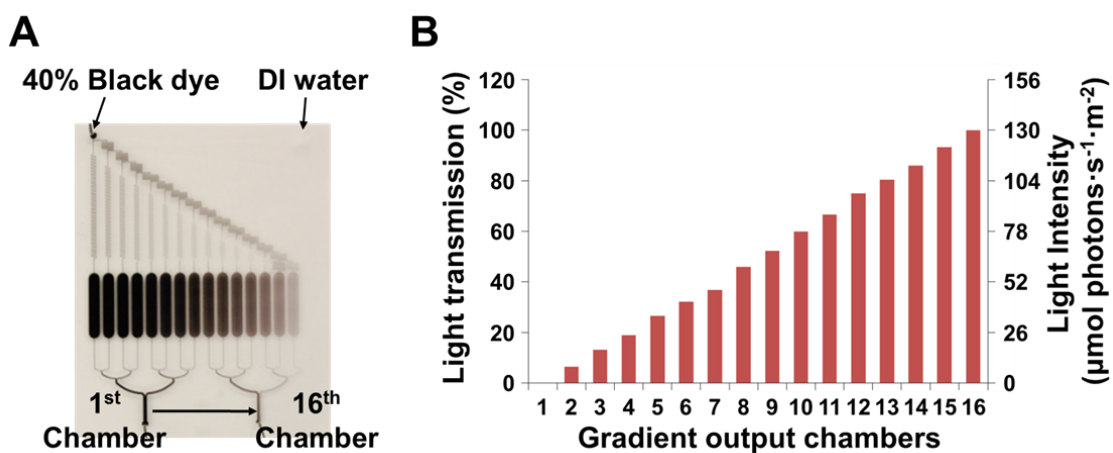 A
40% Black dye
DI water
1st
Chamber
16th
Chamber
B
Light transmission (%)
120
100
80
60
40
20
0
1 2 3 4 5 6 7 8 9 10 11 12 13 14 15 16
Gradient output chambers
156
130
104
78
52
26
0
Light Intensity
(μmol photons·s-1·m-2)